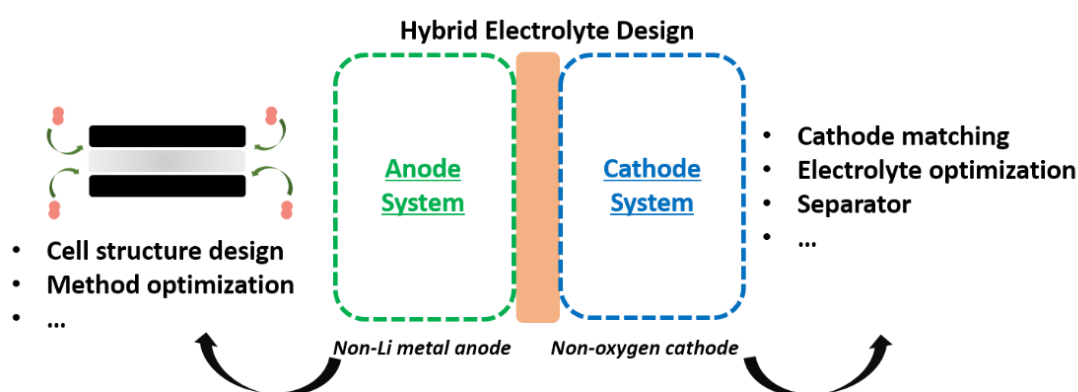 Hybrid Electrolyte Design
Anode
System
Cathode
System
• Cell structure design
• Method optimization
• ...
• Cathode matching
• Electrolyte optimization
• Separator
• ...
Non-Li metal anode
Non-oxygen cathode